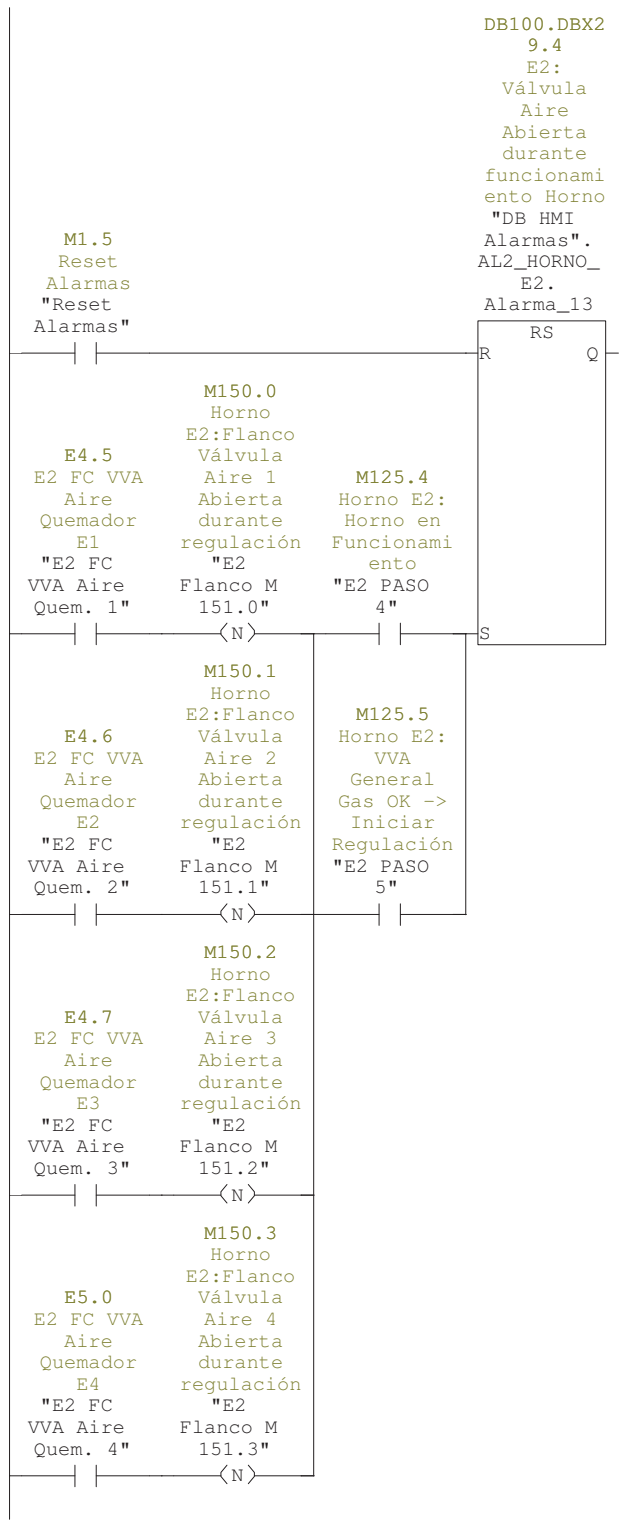 DB100.DBX2
9.4
E2:
Válvula
Aire
Abierta
durante
funcionami
ento Horno
"DB HMI
Alarmas".
AL2_HORNO_
E2.
Alarma_13
M1.5
Reset
Alarmas
"Reset
Alarmas"
RS
R
Q
M150.0
Horno
E2:Flanco
Válvula
Aire 1
Abierta
durante
regulación
"E2
Flanco M
151.0"
E4.5
E2 FC VVA
Aire
Quemador
E1
"E2 FC
VVA Aire
Quem. 1"
M125.4
Horno E2:
Horno en
Funcionami
ento
"E2 PASO
4"
N
S
M150.1
Horno
E2:Flanco
Válvula
Aire 2
Abierta
durante
regulación
"E2
Flanco M
151.1"
E4.6
E2 FC VVA
Aire
Quemador
E2
"E2 FC
VVA Aire
Quem. 2"
M125.5
Horno E2:
VVA
General
Gas OK ->
Iniciar
Regulación
"E2 PASO
5"
N
M150.2
Horno
E2:Flanco
Válvula
Aire 3
Abierta
durante
regulación
"E2
Flanco M
151.2"
E4.7
E2 FC VVA
Aire
Quemador
E3
"E2 FC
VVA Aire
Quem. 3"
N
M150.3
Horno
E2:Flanco
Válvula
Aire 4
Abierta
durante
regulación
"E2
Flanco M
151.3"
E5.0
E2 FC VVA
Aire
Quemador
E4
"E2 FC
VVA Aire
Quem. 4"
N